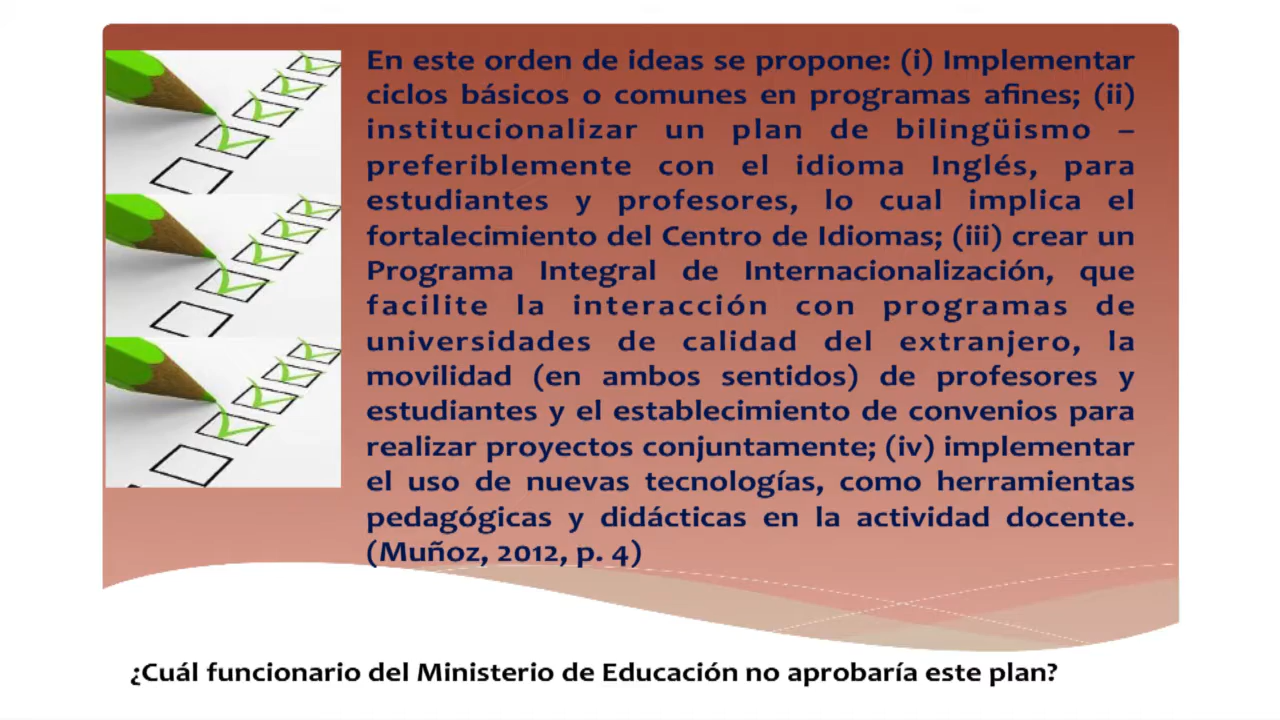 En este orden de ideas se propone: (i) Implementar
ciclos básicos o comunes en programas afines; (ii)
institucionalizar un plan de bilingüismo –
preferiblemente con el idioma Inglés, para
estudiantes y profesores, lo cual implica el
fortalecimiento del Centro de Idiomas; (iii) crear un
Programa Integral de Internacionalización, que
facilite la interacción con programas de
universidades de calidad del extranjero, la
movilidad (en ambos sentidos) de profesores y
estudiantes y el establecimiento de convenios para
realizar proyectos conjuntamente; (iv) implementar
el uso de nuevas tecnologías, como herramientas
pedagógicas y didácticas en la actividad docente.
(Muñoz, 2012, p. 4)
¿Cuál funcionario del Ministerio de Educación no aprobaría este plan?